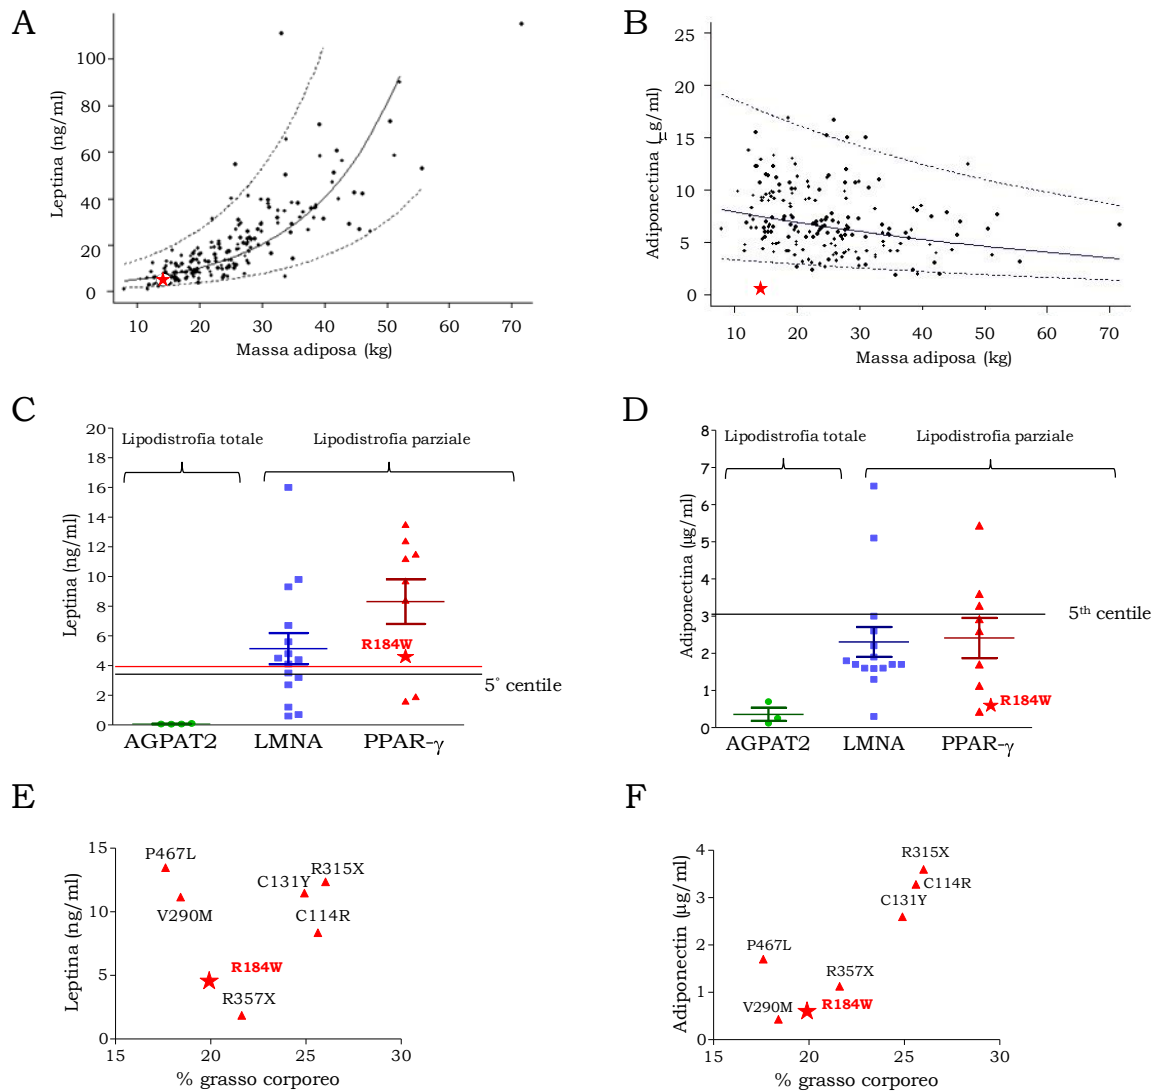 A
Leptina (ng/ml)
100
80
60
40
20
0
10 20 30 40 50 60 70
Massa adiposa (kg)
B
Adiponectina (μg/ml)
25
20
15
10
5
0
10 20 30 40 50 60 70
Massa adiposa (kg)
C
Leptina (ng/ml)
20
18
16
14
12
10
8
6
4
2
0
Lipodistrofia totale
Lipodistrofia parziale
R184W
5° centile
AGPAT2 LMNA PPAR-γ
D
Adiponectina (μg/ml)
8
7
6
5
4
3
2
1
0
Lipodistrofia totale
Lipodistrofia parziale
5th centile
R184W
AGPAT2 LMNA PPAR-γ
E
Leptina (ng/ml)
15
10
5
0
P467L
V290M
C131Y
R315X
C114R
R184W
R357X
15 20 25 30
% grasso corporeo
F
Adiponectin (μg/ml)
4
3
2
1
0
R315X
C114R
C131Y
P467L
R357X
V290M
R184W
15 20 25 30
% grasso corporeo